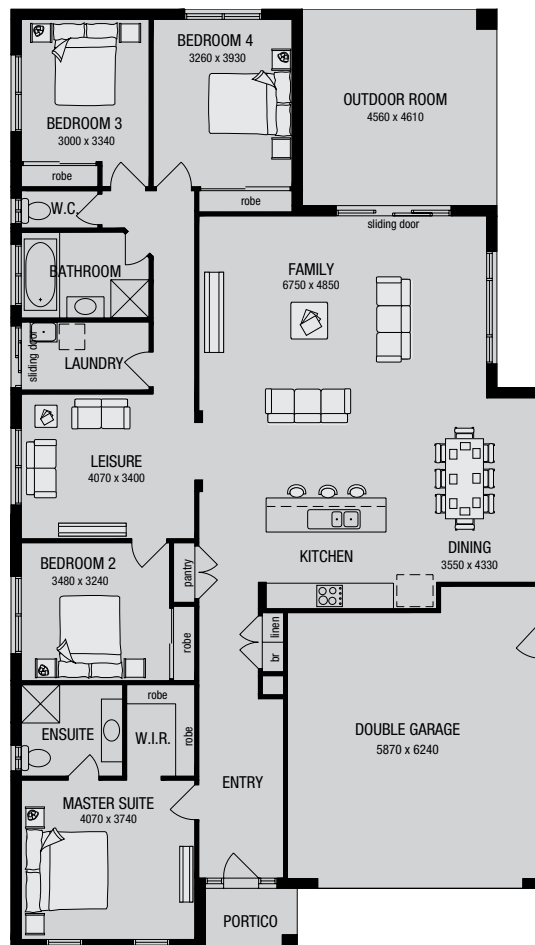 BEDROOM 4
3260 x 3930
OUTDOOR ROOM
4560 x 4610
BEDROOM 3
3000 x 3340
robe
robe
W.C.
sliding door
BATHROOM
FAMILY
6750 x 4850
sliding door
LAUNDRY
LEISURE
4070 x 3400
KITCHEN
DINING
3550 x 4330
BEDROOM 2
3480 x 3240
pantry
robe
linen
br
robe
robe
ENSUITE
W.I.R.
DOUBLE GARAGE
5870 x 6240
ENTRY
MASTER SUITE
4070 x 3740
PORTICO